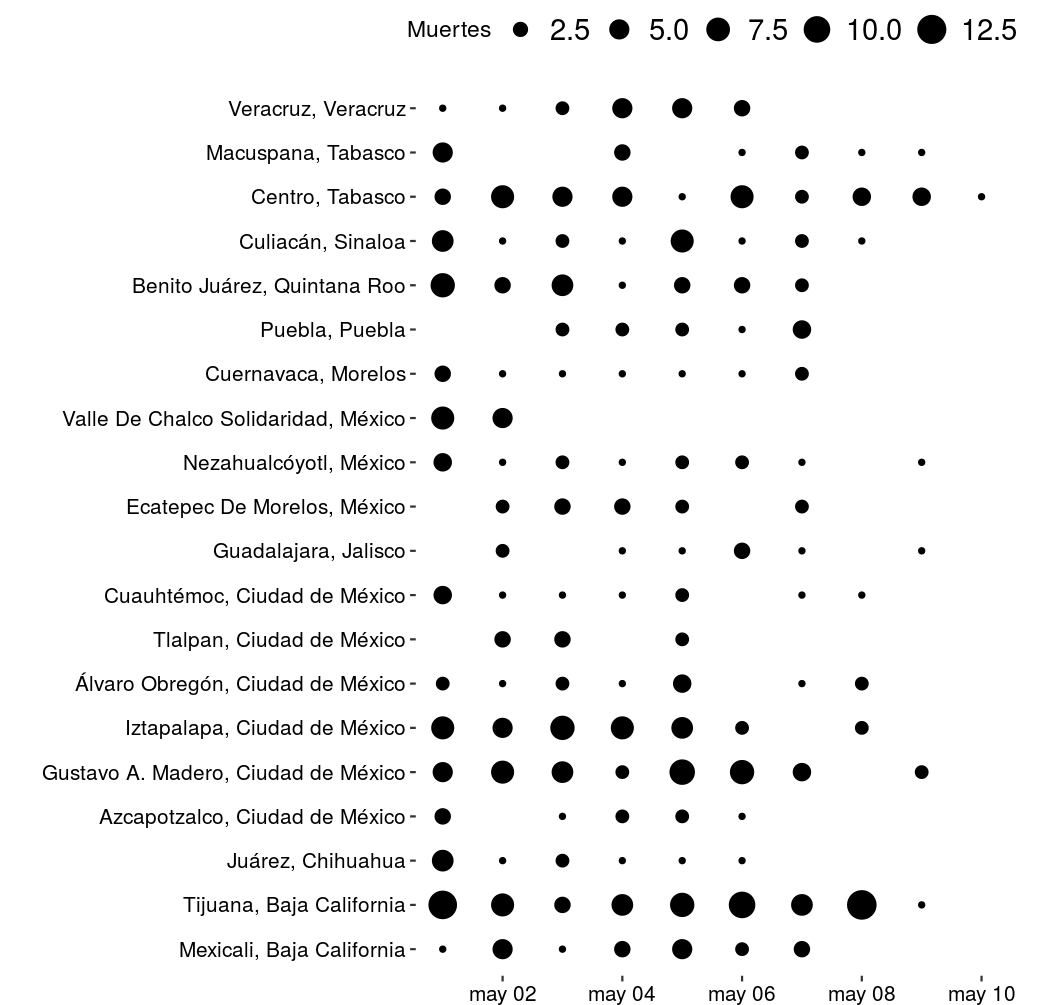 Muertes 2.5 5.0 7.5 10.0 12.5
Veracruz, Veracruz
Macuspana, Tabasco
Centro, Tabasco
Culiacán, Sinaloa
Benito Juárez, Quintana Roo
Puebla, Puebla
Cuernavaca, Morelos
Valle De Chalco Solidaridad, México
Nezahualcóyotl, México
Ecatepec De Morelos, México
Guadalajara, Jalisco
Cuauhtémoc, Ciudad de México
Tlalpan, Ciudad de México
Álvaro Obregón, Ciudad de México
Iztapalapa, Ciudad de México
Gustavo A. Madero, Ciudad de México
Azcapotzalco, Ciudad de México
Juárez, Chihuahua
Tijuana, Baja California
Mexicali, Baja California
may 02 may 04 may 06 may 08 may 10